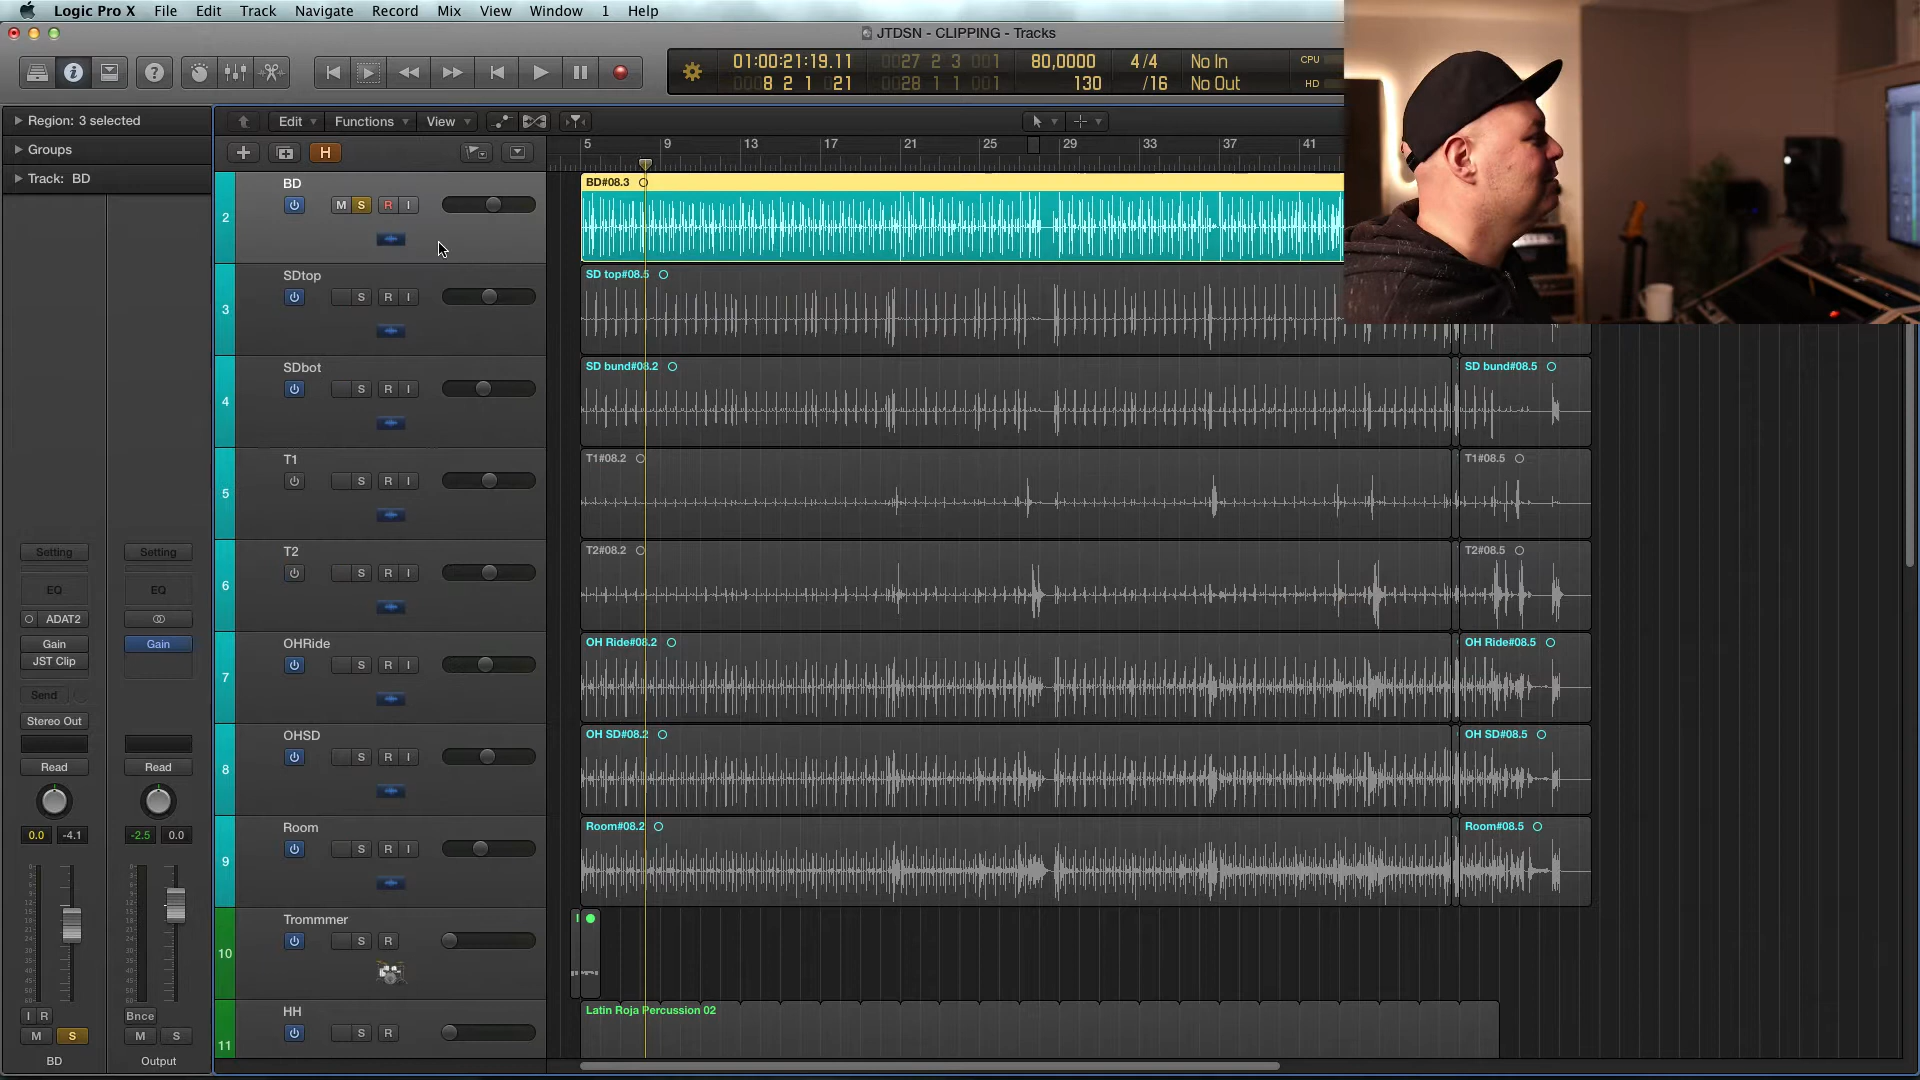 Logic Pro X File Edit Track Navigate Record Mix View Window 1 Help
JTDSN - CLIPPING - Tracks
01:00:21:19.11 0027 2 3 001 80,0000 4/4 No In CPU
0008 2 1 021 0028 1 1 001 130 /16 No Out HD
Region: 3 selected
Groups
Track: BD
Edit Functions View
H
5 9 13 17 21 25 29 33 37 41
2 BD M S R I
BD#08.3
3 SDtop S R I
SD top#08.5
4 SDbot S R I
SD bund#08.2 SD bund#08.5
5 T1 S R I
T1#08.2 T1#08.5
6 T2 S R I
T2#08.2 T2#08.5
7 OHRide S R I
OH Ride#08.2 OH Ride#08.5
8 OHSD S R I
OH SD#08.2 OH SD#08.5
9 Room S R I
Room#08.2 Room#08.5
10 Trommmer S R
11 HH S R
Latin Roja Percussion 02
Setting Setting
EQ EQ
ADAT2
Gain Gain
JST Clip
Send
Stereo Out
Read Read
0.0 -4.1 -2.5 0.0
I R Bnce
M S M S
BD Output